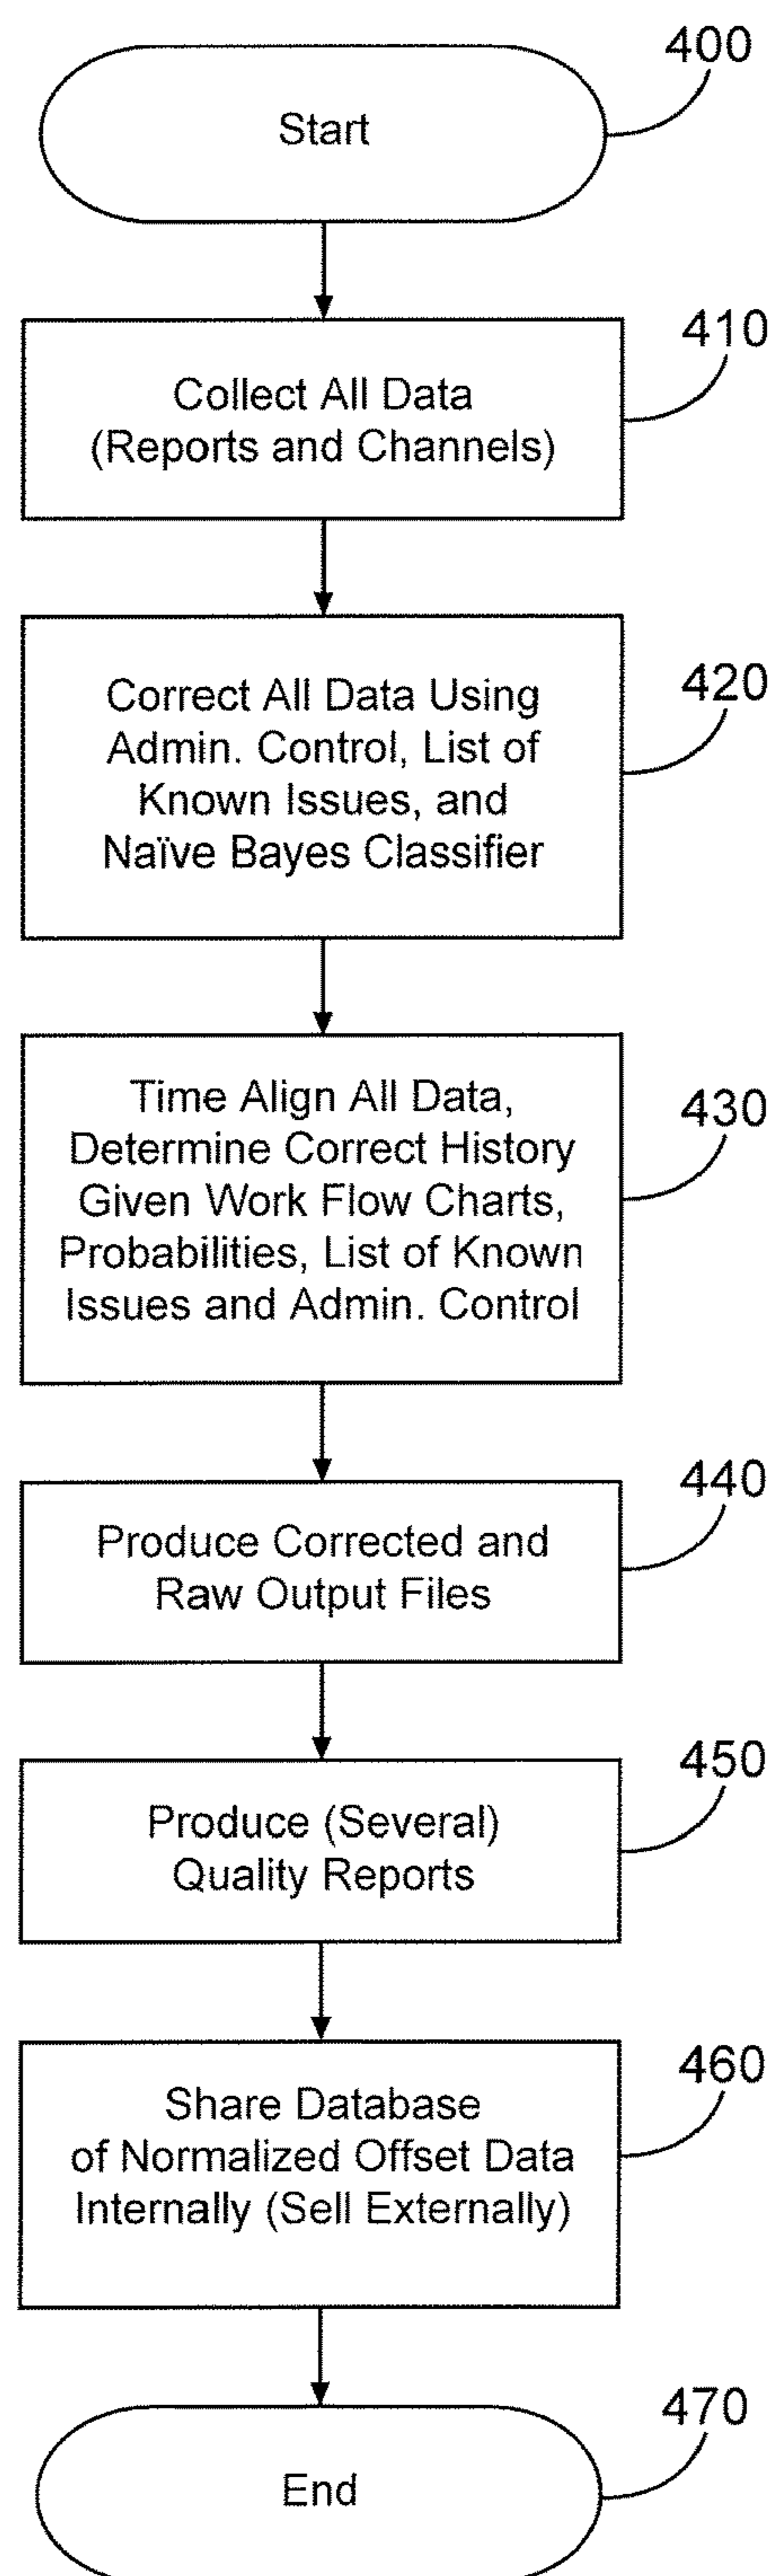 400
Start
410
Collect All Data
(Reports and Channels)
420
Correct All Data Using
Admin. Control, List of
Known Issues, and
Naïve Bayes Classifier
430
Time Align All Data,
Determine Correct History
Given Work Flow Charts,
Probabilities, List of Known
Issues and Admin. Control
440
Produce Corrected and
Raw Output Files
450
Produce (Several)
Quality Reports
460
Share Database
of Normalized Offset Data
Internally (Sell Externally)
470
End